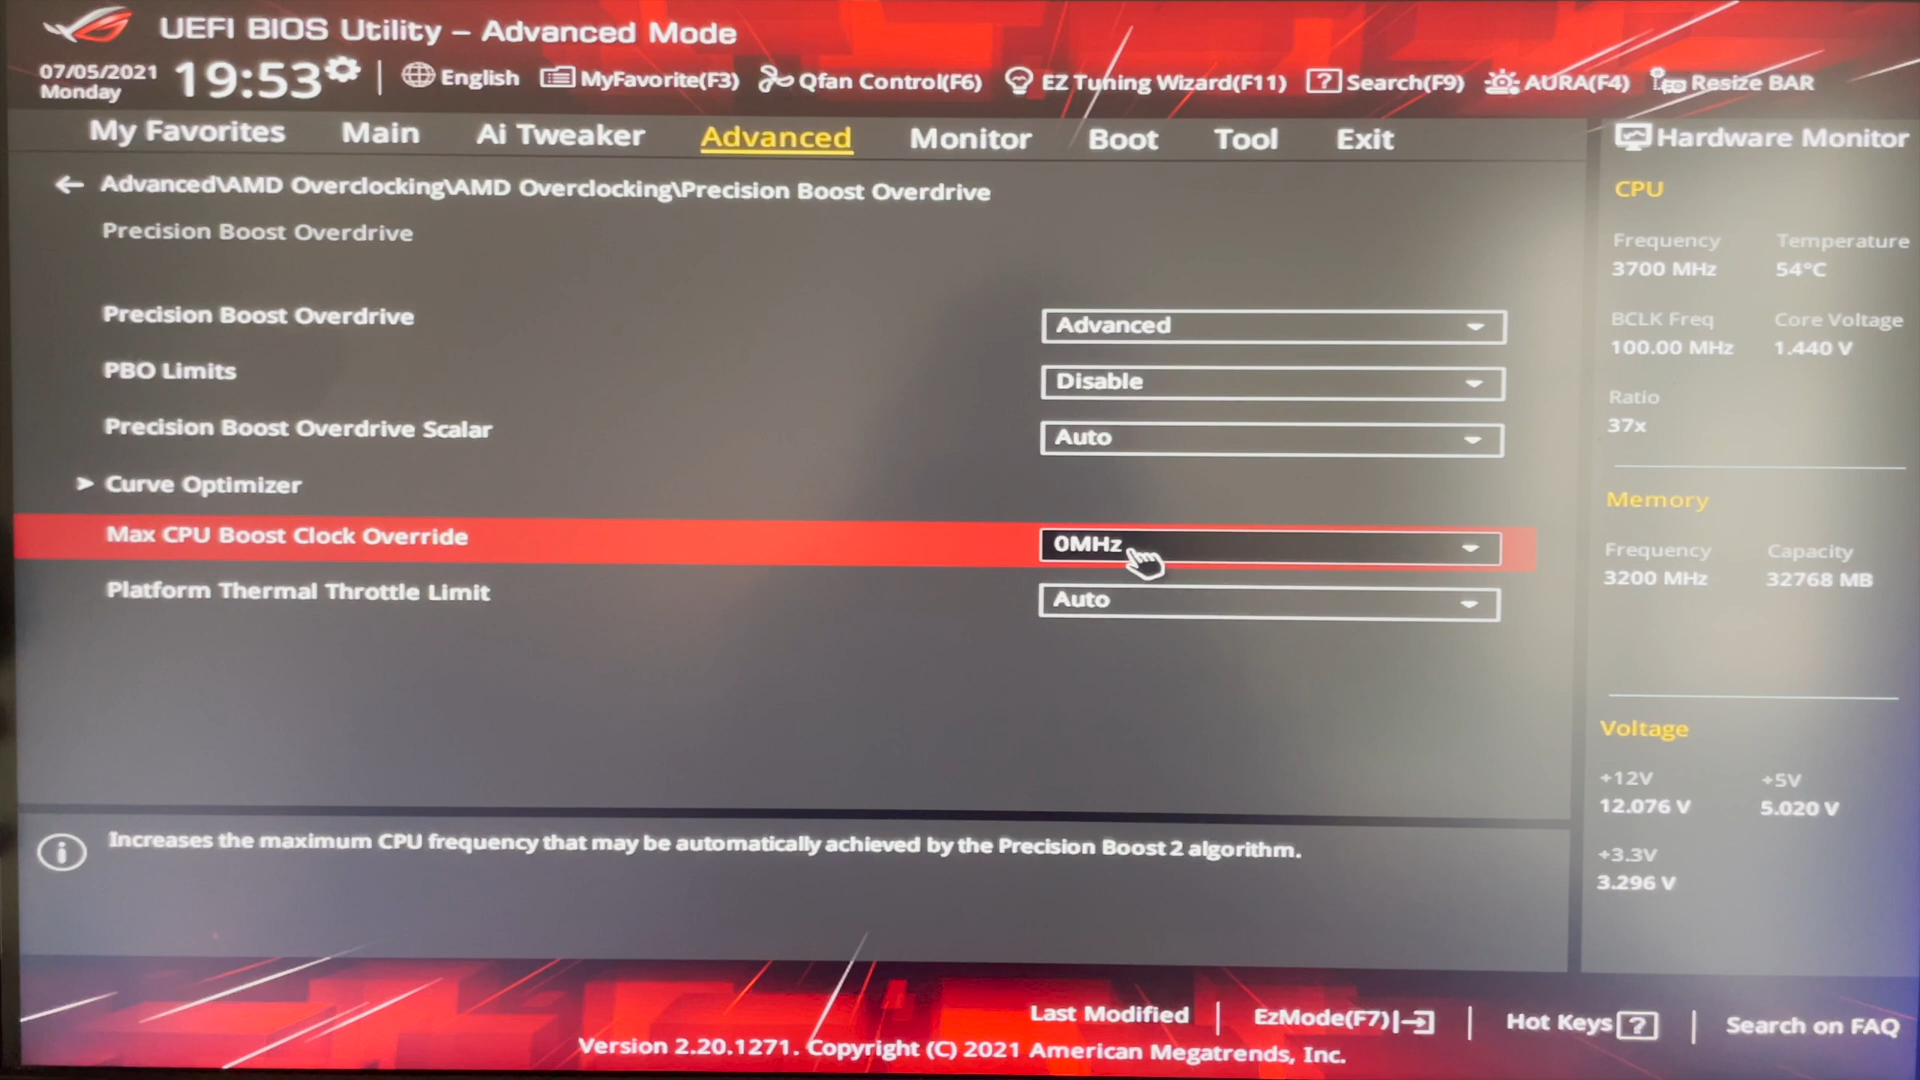 UEFI BIOS Utility – Advanced Mode
07/05/2021
Monday
19:53
English
MyFavorite(F3)
Qfan Control(F6)
EZ Tuning Wizard(F11)
? Search(F9)
AURA(F4)
Resize BAR
My Favorites
Main
Ai Tweaker
Advanced
Monitor
Boot
Tool
Exit
Hardware Monitor
← Advanced\AMD Overclocking\AMD Overclocking\Precision Boost Overdrive
Precision Boost Overdrive
Precision Boost Overdrive
Advanced
PBO Limits
Disable
Precision Boost Overdrive Scalar
Auto
> Curve Optimizer
Max CPU Boost Clock Override
0MHz
Platform Thermal Throttle Limit
Auto
CPU
Frequency
Temperature
3700 MHz
54°C
BCLK Freq
Core Voltage
100.00 MHz
1.440 V
Ratio
37x
Memory
Frequency
Capacity
3200 MHz
32768 MB
Voltage
+12V
+5V
12.076 V
5.020 V
+3.3V
3.296 V
i
Increases the maximum CPU frequency that may be automatically achieved by the Precision Boost 2 algorithm.
Last Modified
EzMode(F7)
Hot Keys ?
Search on FAQ
Version 2.20.1271. Copyright (C) 2021 American Megatrends, Inc.